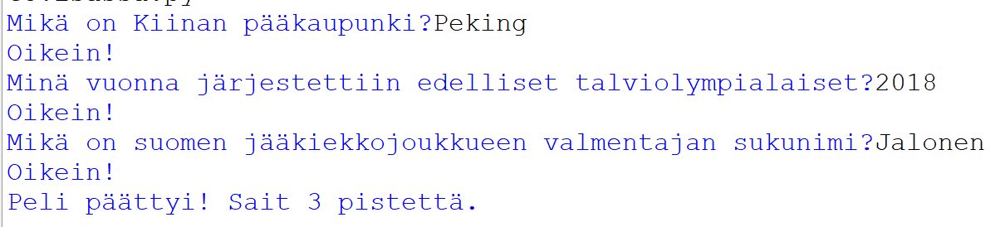 Mikä on Kiinan pääkaupunki?Peking
Oikein!
Minä vuonna järjestettiin edelliset talviolympialaiset?2018
Oikein!
Mikä on suomen jääkiekkojoukkueen valmentajan sukunimi?Jalonen
Oikein!
Peli päättyi! Sait 3 pistettä.